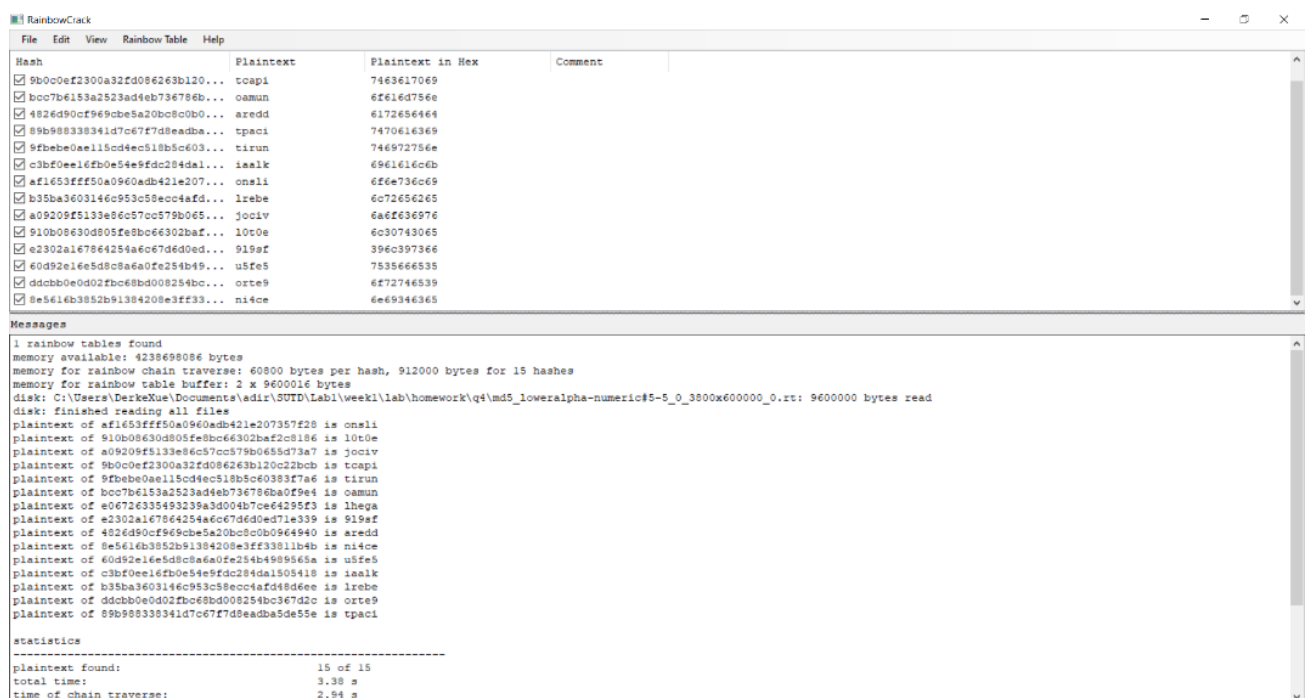 RainbowCrack
File Edit View Rainbow Table Help
Hash Plaintext Plaintext in Hex Comment
9b0c0ef2300a32fd086263b120... tcapi 7463617069
bcc7b6153a2523ad4eb736786b... oamun 6f616d756e
4826d90cf969cbe5a20bc8c0b0... aredd 6172656464
89b988338341d7c67f7d8eadba... tpaci 7470616369
9fbebe0ae115cd4ec518b5c603... tirun 746972756e
c3bf0ee16fb0e54e9fdc284da1... iaalk 6961616c6b
af1653fff50a0960adb421e207... onsli 6f6e736c69
b35ba3603146c953c58ecc4afd... lrebe 6c72656265
a09209f5133e86c57cc579b065... jociv 6a6f636976
910b08630d805fe8bc66302baf... l0t0e 6c30743065
e2302a167864254a6c67d6d0ed... 9l9sf 396c397366
60d92e16e5d8c8a6a0fe254b49... u5fe5 7535666535
ddcbb0e0d02fbc68bd008254bc... orte9 6f72746539
8e5616b3852b91384208e3ff33... ni4ce 6e69346365
Messages
1 rainbow tables found
memory available: 4238698086 bytes
memory for rainbow chain traverse: 60800 bytes per hash, 912000 bytes for 15 hashes
memory for rainbow table buffer: 2 x 9600016 bytes
disk: C:\Users\DerkeXue\Documents\adir\SUTD\Lab1\week1\lab\homework\q4\md5_loweralpha-numeric#5-5_0_3800x600000_0.rt: 9600000 bytes read
disk: finished reading all files
plaintext of af1653fff50a0960adb421e207357f28 is onsli
plaintext of 910b08630d805fe8bc66302baf2c8186 is l0t0e
plaintext of a09209f5133e86c57cc579b0655d73a7 is jociv
plaintext of 9b0c0ef2300a32fd086263b120c22bcb is tcapi
plaintext of 9fbebe0ae115cd4ec518b5c60383f7a6 is tirun
plaintext of bcc7b6153a2523ad4eb736786ba0f9e4 is oamun
plaintext of e06726335493239a3d004b7ce64295f3 is lhega
plaintext of e2302a167864254a6c67d6d0ed71e339 is 9l9sf
plaintext of 4826d90cf969cbe5a20bc8c0b0964940 is aredd
plaintext of 8e5616b3852b91384208e3ff33811b4b is ni4ce
plaintext of 60d92e16e5d8c8a6a0fe254b4989565a is u5fe5
plaintext of c3bf0ee16fb0e54e9fdc284da1505418 is iaalk
plaintext of b35ba3603146c953c58ecc4afd48d6ee is lrebe
plaintext of ddcbb0e0d02fbc68bd008254bc367d2c is orte9
plaintext of 89b988338341d7c67f7d8eadba5de55e is tpaci
statistics
----------------------------------------------------------------
plaintext found: 15 of 15
total time: 3.38 s
time of chain traverse: 2.94 s